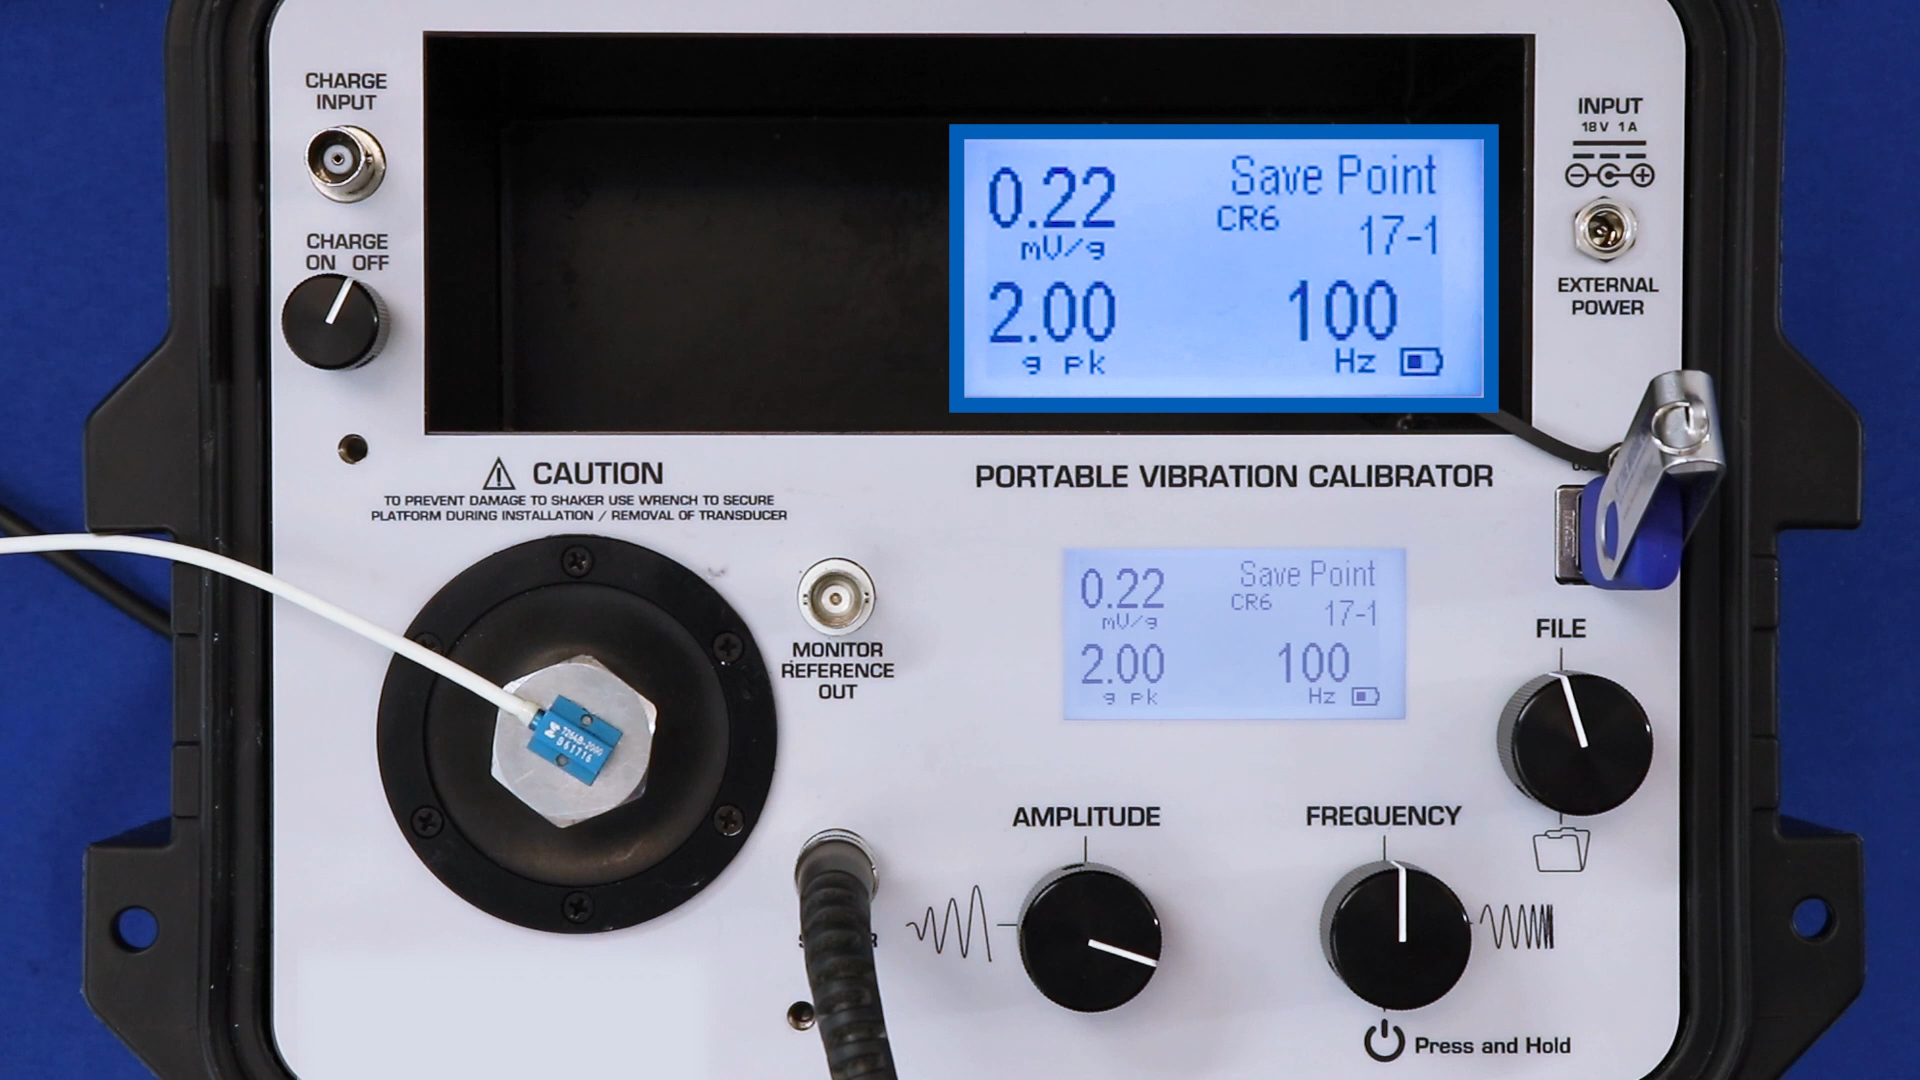 CHARGE
INPUT
CHARGE
ON OFF
0.22
mV/g
Save Point
CR6
17-1
2.00
g pk
100
Hz
INPUT
18V 1A
EXTERNAL
POWER
CAUTION
TO PREVENT DAMAGE TO SHAKER USE WRENCH TO SECURE
PLATFORM DURING INSTALLATION / REMOVAL OF TRANSDUCER
PORTABLE VIBRATION CALIBRATOR
MONITOR
REFERENCE
OUT
0.22
mV/g
Save Point
CR6
17-1
2.00
g pk
100
Hz
FILE
7264B-2000
B61716
AMPLITUDE
FREQUENCY
Press and Hold